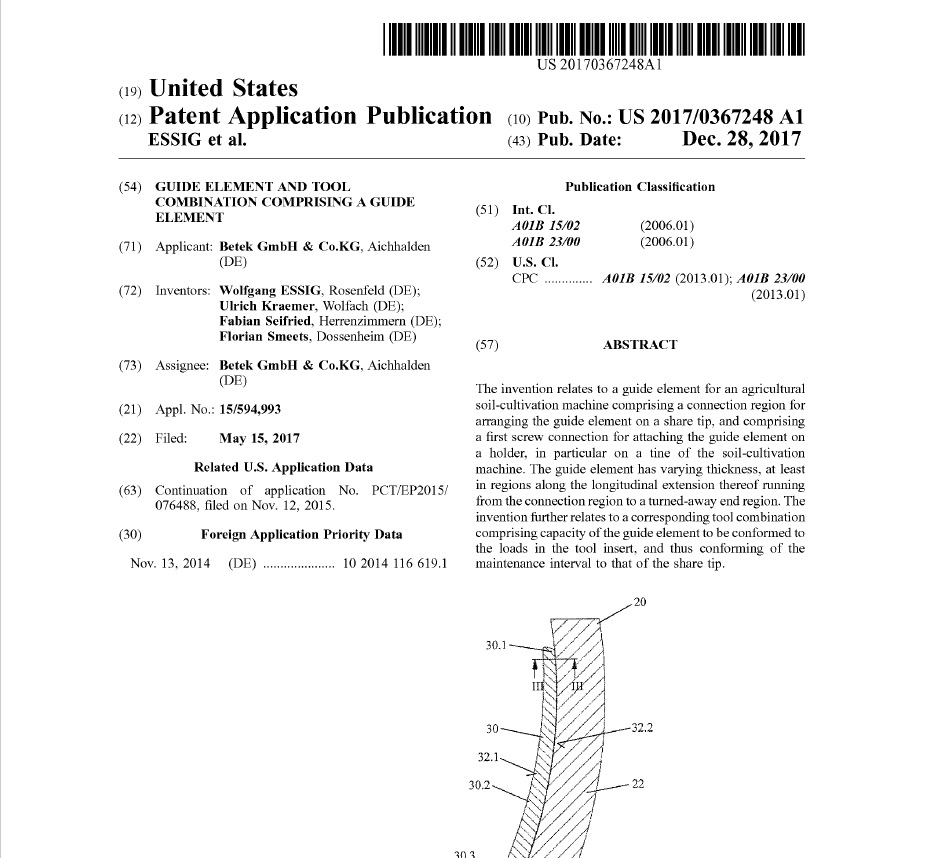 US 20170367248A1
(19) United States
(12) Patent Application Publication
ESSIG et al.
(10) Pub. No.: US 2017/0367248 A1
(43) Pub. Date: Dec. 28, 2017
(54) GUIDE ELEMENT AND TOOL
COMBINATION COMPRISING A GUIDE
ELEMENT
(71) Applicant: Betek GmbH & Co.KG, Aichhalden
(DE)
(72) Inventors: Wolfgang ESSIG, Rosenfeld (DE);
Ulrich Kraemer, Wolfach (DE);
Fabian Seifried, Herrenzimmern (DE);
Florian Smeets, Dossenheim (DE)
(73) Assignee: Betek GmbH & Co.KG, Aichhalden
(DE)
(21) Appl. No.: 15/594,993
(22) Filed: May 15, 2017
Related U.S. Application Data
(63) Continuation of application No. PCT/EP2015/
076488, filed on Nov. 12, 2015.
(30) Foreign Application Priority Data
Nov. 13, 2014 (DE) ..................... 10 2014 116 619.1
Publication Classification
(51) Int. Cl.
A01B 15/02 (2006.01)
A01B 23/00 (2006.01)
(52) U.S. Cl.
CPC .............. A01B 15/02 (2013.01); A01B 23/00
(2013.01)
(57) ABSTRACT
The invention relates to a guide element for an agricultural
soil-cultivation machine comprising a connection region for
arranging the guide element on a share tip, and comprising
a first screw connection for attaching the guide element on
a holder, in particular on a tine of the soil-cultivation
machine. The guide element has varying thickness, at least
in regions along the longitudinal extension thereof running
from the connection region to a turned-away end region. The
invention further relates to a corresponding tool combination
comprising capacity of the guide element to be conformed to
the loads in the tool insert, and thus conforming of the
maintenance interval to that of the share tip.
20
30.1
III III
30
32.2
32.1
30.2
22
30.3